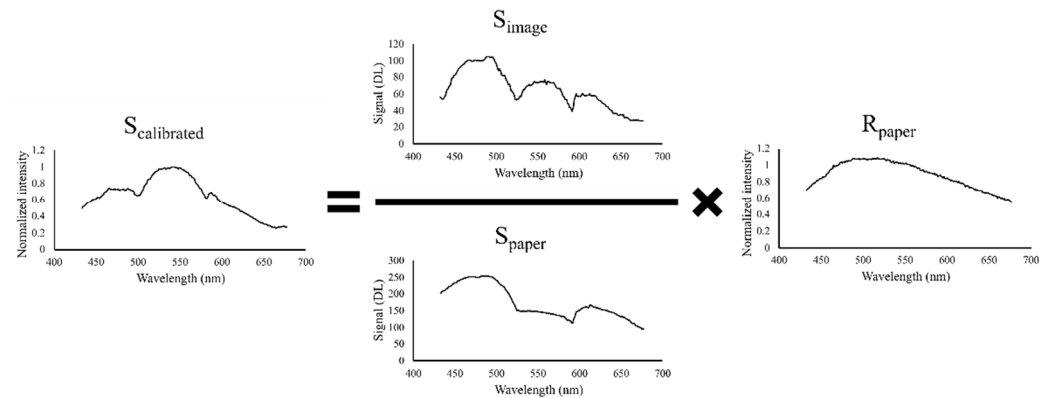 S_image
120
100
80
60
40
20
0
Signal (DL)
400 450 500 550 600 650 700
Wavelength (nm)
S_calibrated
1.2
1
0.8
0.6
0.4
0.2
0
Normalized intensity
400 450 500 550 600 650 700
Wavelength (nm)
=
×
R_paper
1.2
1
0.8
0.6
0.4
0.2
0
Normalized intensity
400 450 500 550 600 650 700
Wavelength (nm)
S_paper
300
250
200
150
100
50
0
Signal (DL)
400 450 500 550 600 650 700
Wavelength (nm)